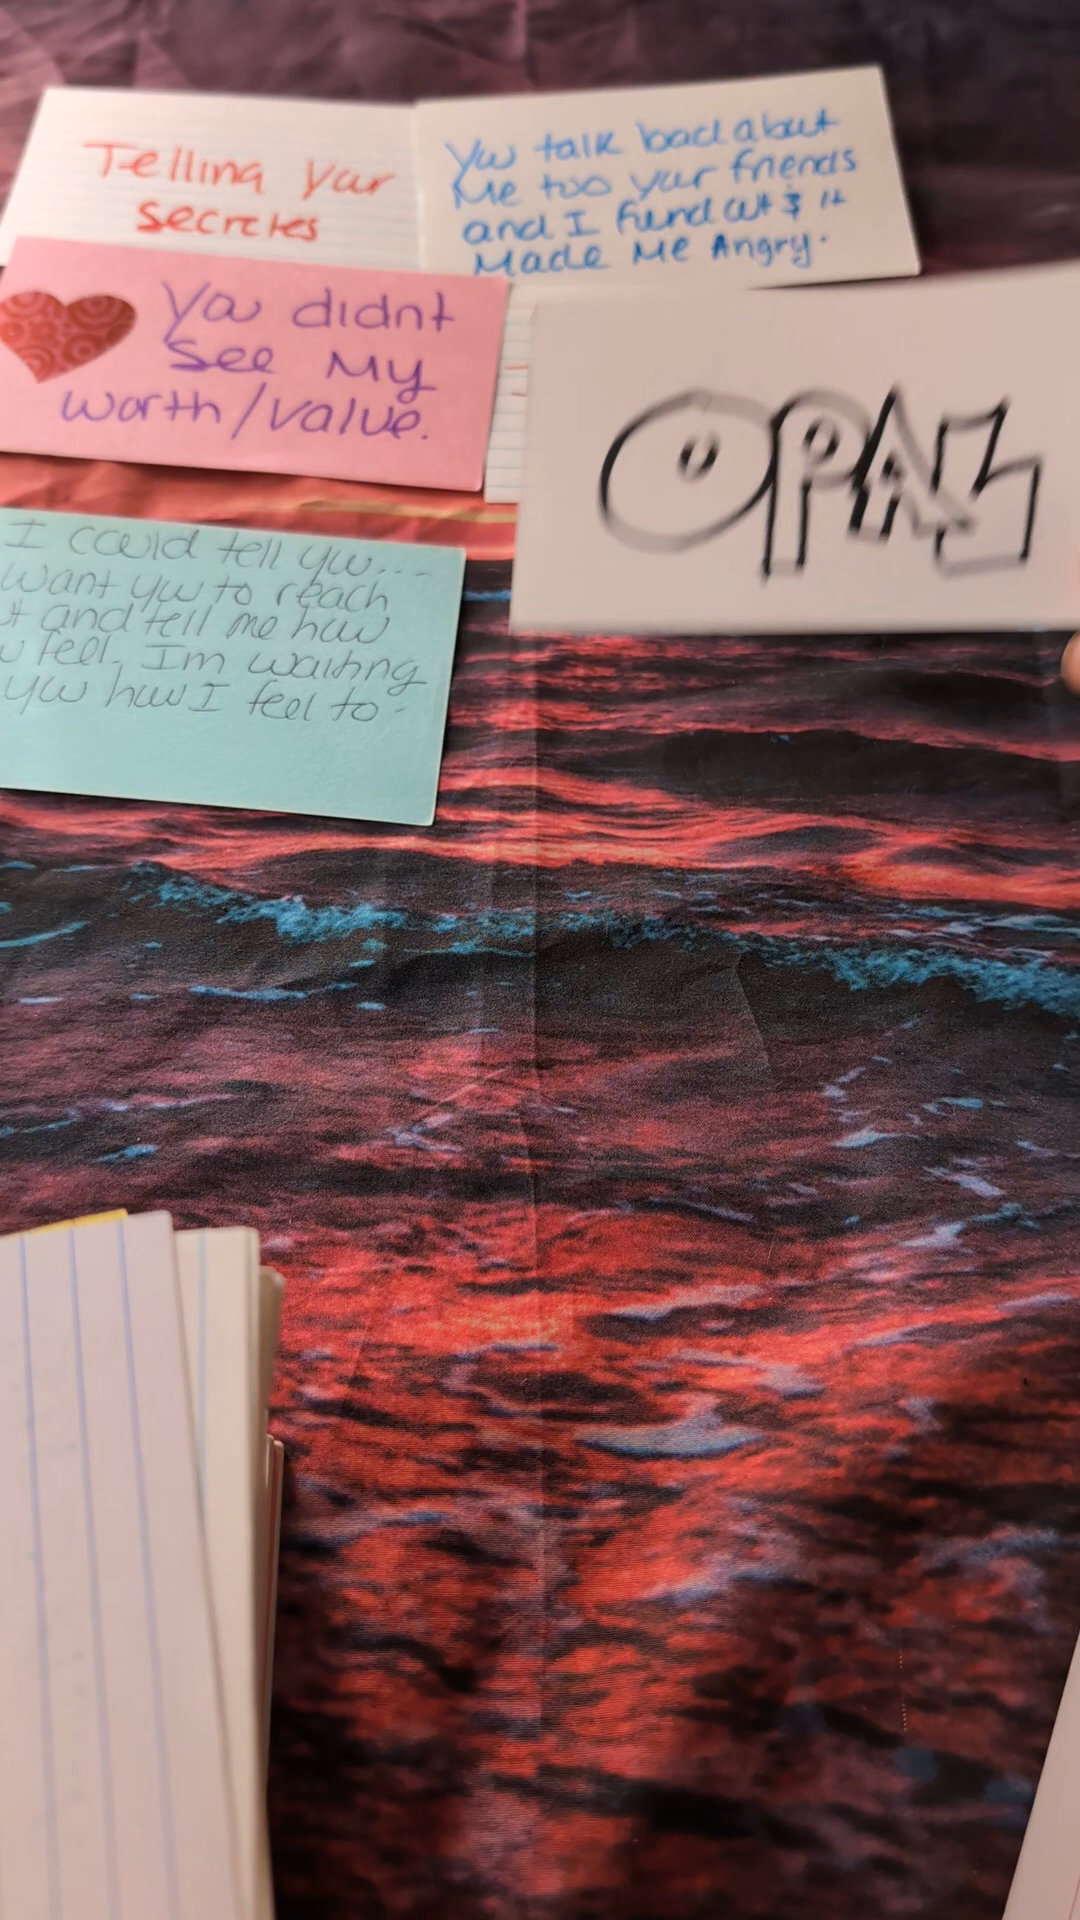 Telling your
secretes
You talk bad about
Me too your friends
and I fund out & it
Made Me Angry.
You didnt
See My
worth/value.
OPAL
I could tell you....
want you to reach
and tell me how
feel. Im waiting
you how I feel to-